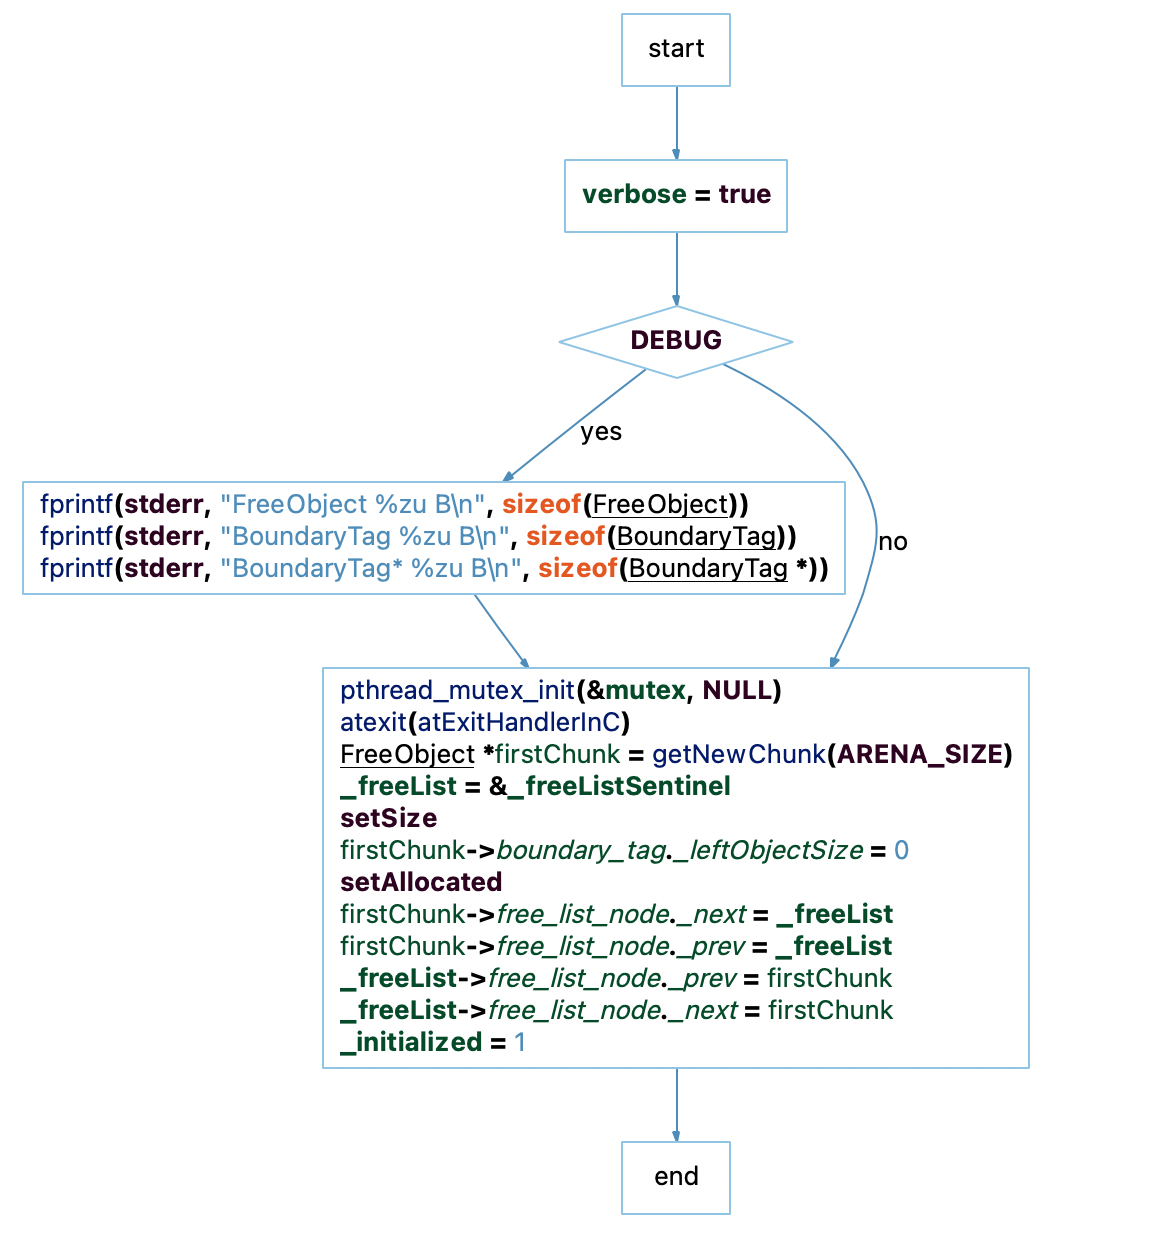 start
verbose = true
DEBUG
yes
fprintf(stderr, "FreeObject %zu B\n", sizeof(FreeObject))
fprintf(stderr, "BoundaryTag %zu B\n", sizeof(BoundaryTag))
fprintf(stderr, "BoundaryTag* %zu B\n", sizeof(BoundaryTag *))
no
pthread_mutex_init(&mutex, NULL)
atexit(atExitHandlerInC)
FreeObject *firstChunk = getNewChunk(ARENA_SIZE)
_freeList = &_freeListSentinel
setSize
firstChunk->boundary_tag._leftObjectSize = 0
setAllocated
firstChunk->free_list_node._next = _freeList
firstChunk->free_list_node._prev = _freeList
_freeList->free_list_node._prev = firstChunk
_freeList->free_list_node._next = firstChunk
_initialized = 1
end